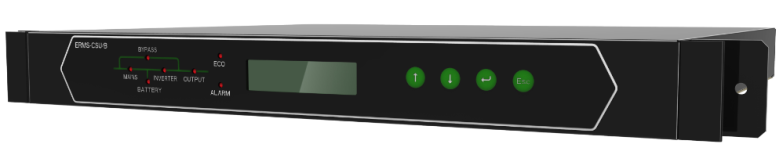 ERMS-CSU-B
BYPASS
ECO
MAINS
INVERTER
OUTPUT
BATTERY
ALARM
Esc